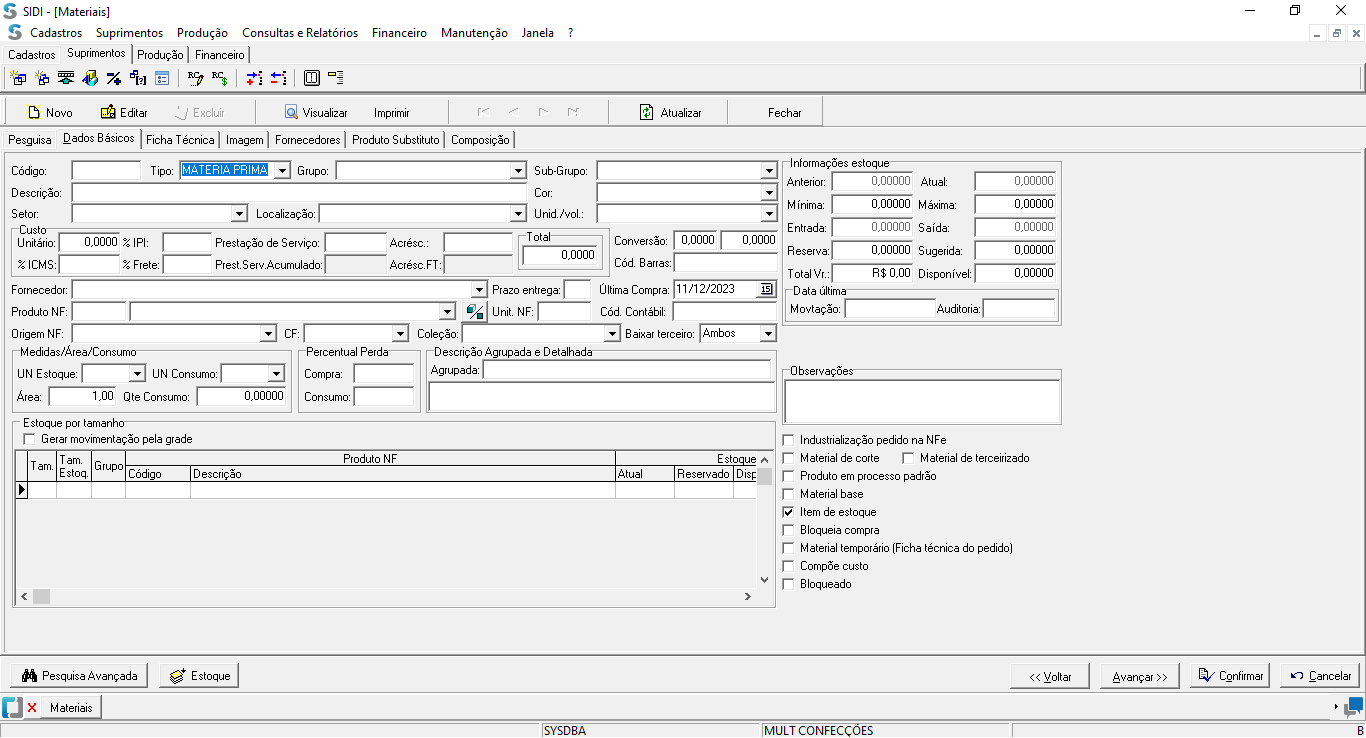 SIDI - [Materiais]
Cadastros Suprimentos Produção Consultas e Relatórios Financeiro Manutenção Janela ?
Cadastros Suprimentos Produção Financeiro
Novo Editar Excluir Visualizar Imprimir Atualizar Fechar
Pesquisa Dados Básicos Ficha Técnica Imagem Fornecedores Produto Substituto Composição
Código: Tipo: MATERIA PRIMA Grupo: Sub-Grupo:
Descrição: Cor:
Setor: Localização: Unid./vol.:
Custo
Unitário: 0,0000 % IPI: Prestação de Serviço: Acrésc.:
% ICMS: % Frete: Prest.Serv.Acumulado: Acrésc.FT:
Total
0,0000
Conversão: 0,0000 0,0000
Cód. Barras:
Fornecedor: Prazo entrega: Última Compra: 11/12/2023 15
Produto NF: Unit. NF: Cód. Contábil:
Origem NF: CF: Coleção: Baixar terceiro: Ambos
Informações estoque
Anterior: 0,00000 Atual: 0,00000
Mínima: 0,00000 Máxima: 0,00000
Entrada: 0,00000 Saída: 0,00000
Reserva: 0,00000 Sugerida: 0,00000
Total Vr.: R$ 0,00 Disponível: 0,00000
Data última
Movtação: Auditoria:
Medidas/Área/Consumo
UN Estoque: UN Consumo:
Área: 1,00 Qte Consumo: 0,00000
Percentual Perda
Compra:
Consumo:
Descrição Agrupada e Detalhada
Agrupada:
Observações
Estoque por tamanho
Gerar movimentação pela grade
Tam. Tam. Estoq. Grupo Produto NF Estoque
Código Descrição Atual Reservado Disp
Industrialização pedido na NFe
Material de corte Material de terceirizado
Produto em processo padrão
Material base
Item de estoque
Bloqueia compra
Material temporário (Ficha técnica do pedido)
Compõe custo
Bloqueado
Pesquisa Avançada Estoque << Voltar Avançar >> Confirmar Cancelar
Materiais
SYSDBA MULT CONFECÇÕES B